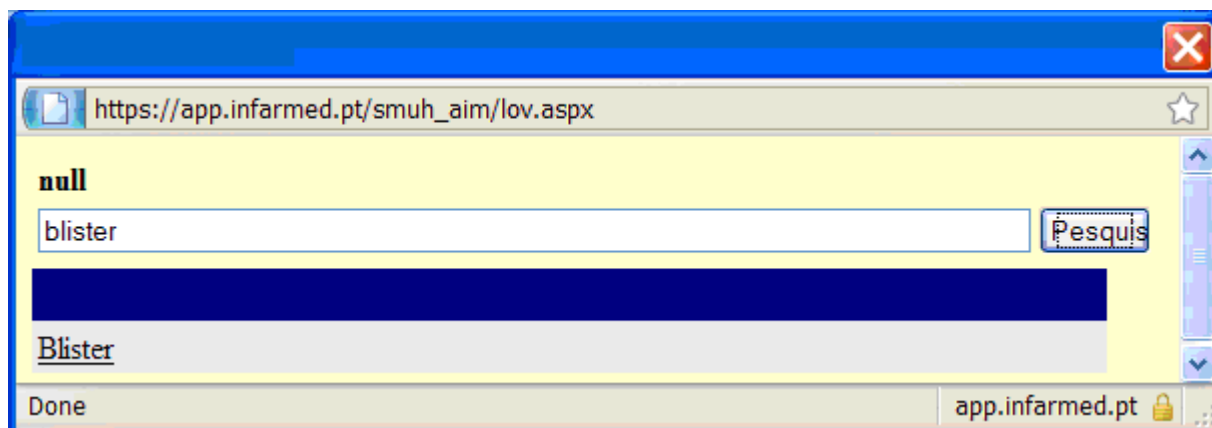 https://app.infarmed.pt/smuh_aim/lov.aspx
null
blister Pesquis
Blister
Done app.infarmed.pt